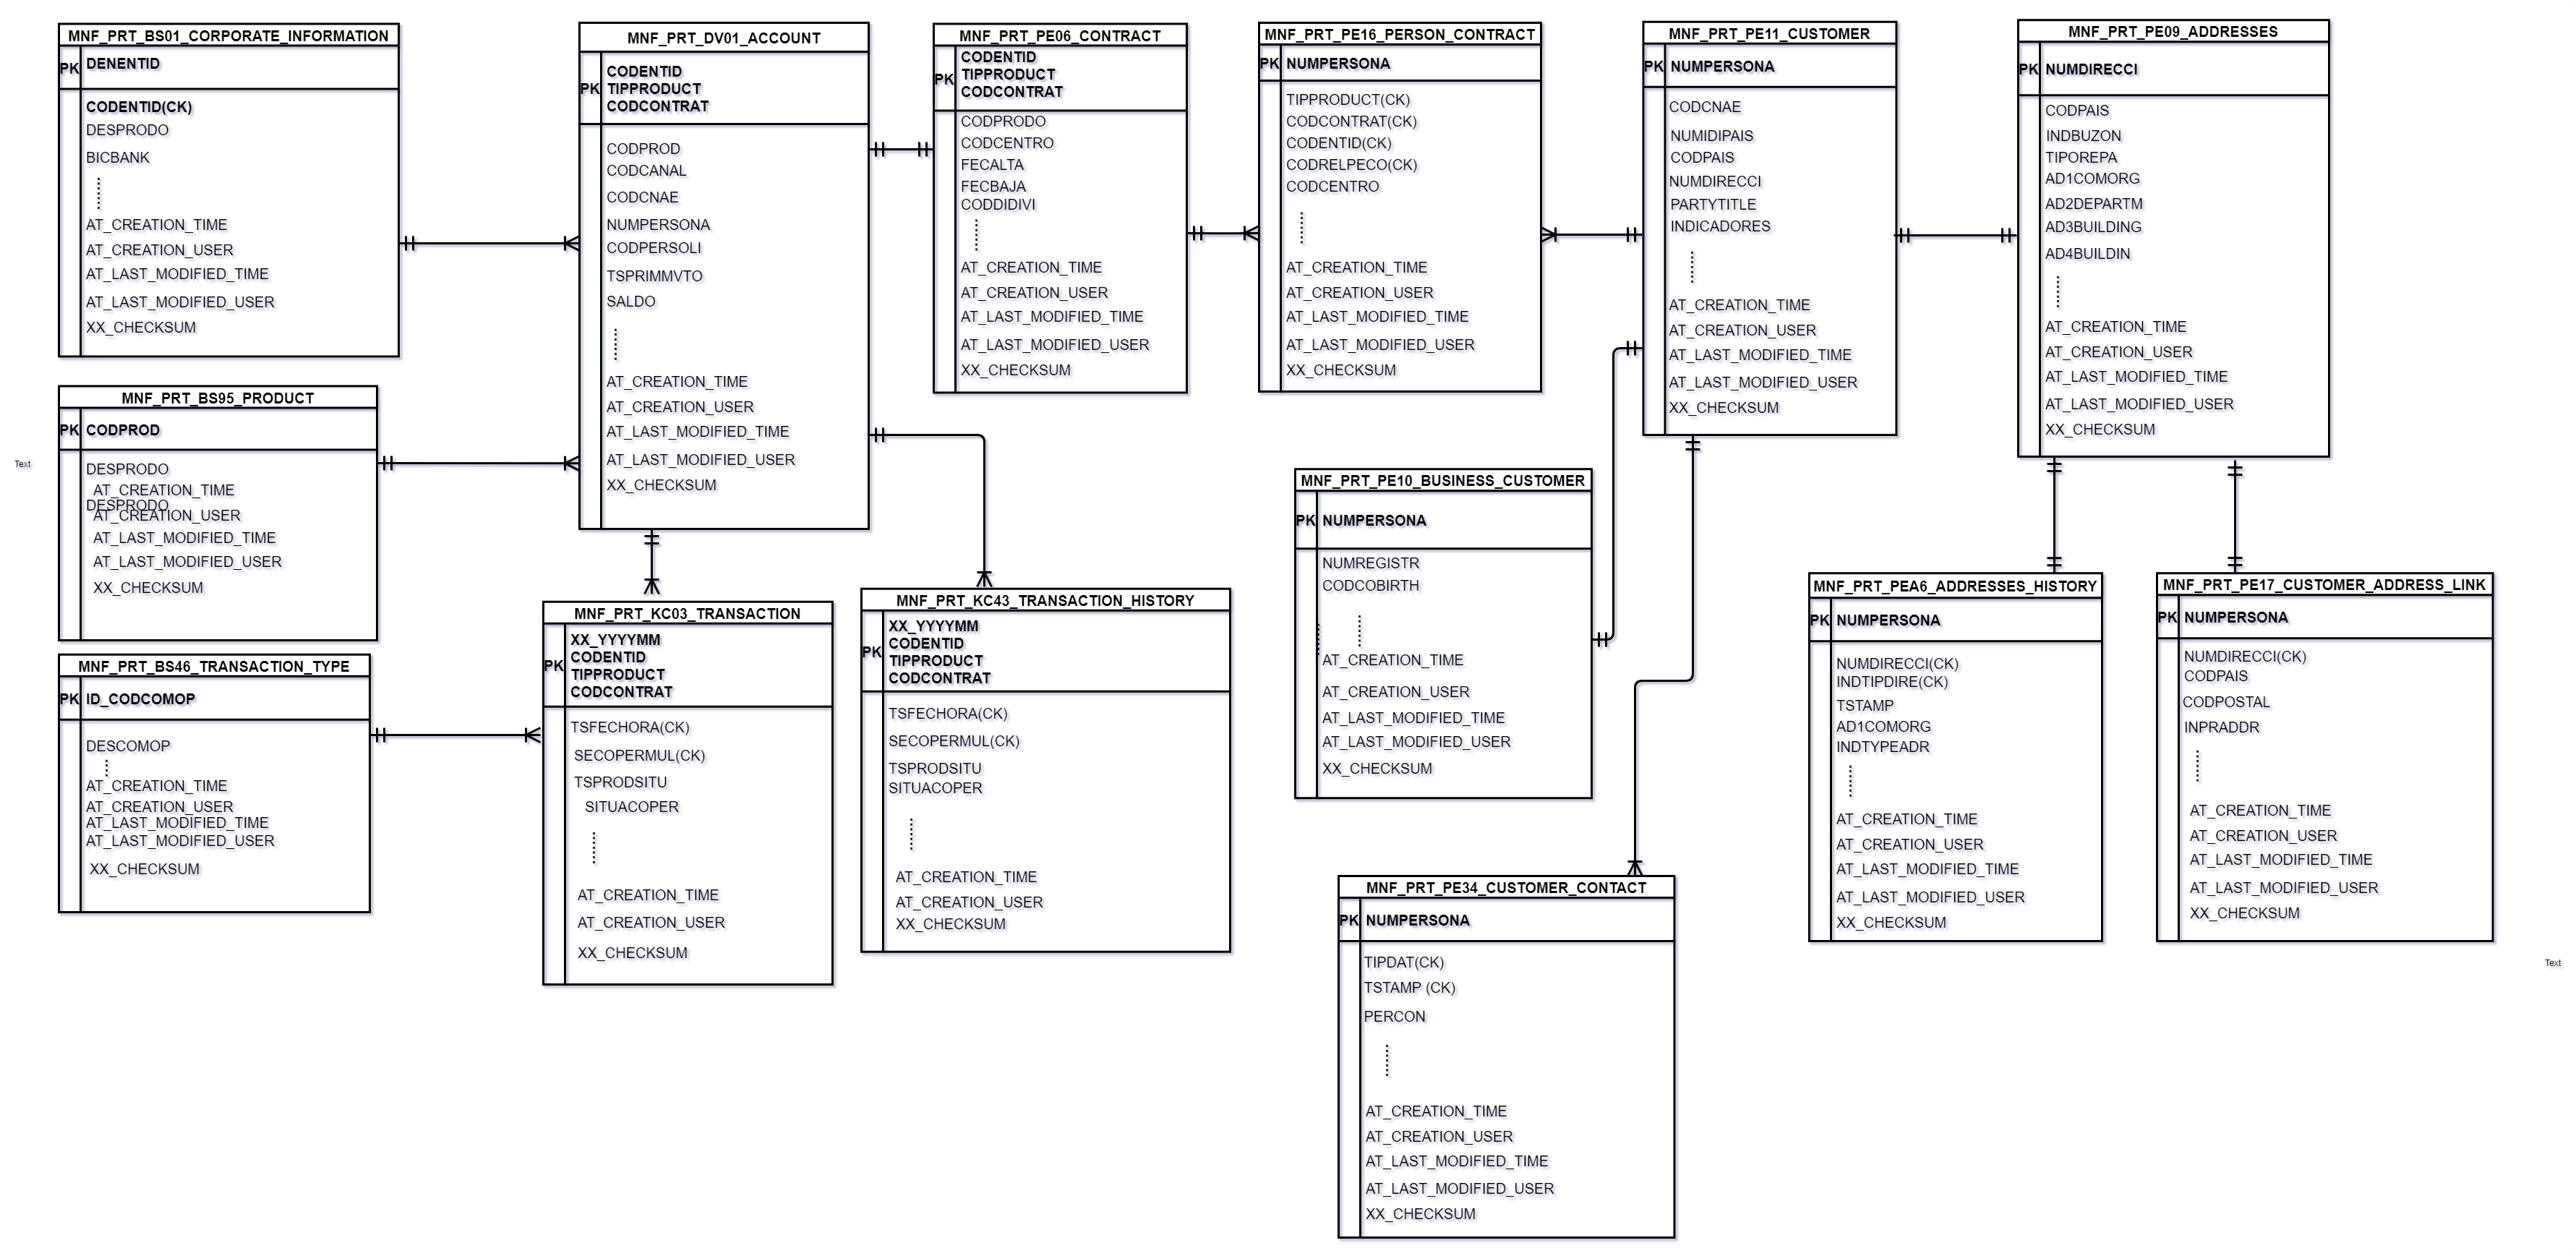 MNF_PRT_BS01_CORPORATE_INFORMATION
PK
DENENTID
CODENTID(CK)
DESPRODO
BICBANK
AT_CREATION_TIME
AT_CREATION_USER
AT_LAST_MODIFIED_TIME
AT_LAST_MODIFIED_USER
XX_CHECKSUM
MNF_PRT_DV01_ACCOUNT
PK
CODENTID
TIPPRODUCT
CODCONTRAT
CODPROD
CODCANAL
CODCNAE
NUMPERSONA
CODPERSOLI
TSPRIMMVTO
SALDO
AT_CREATION_TIME
AT_CREATION_USER
AT_LAST_MODIFIED_TIME
AT_LAST_MODIFIED_USER
XX_CHECKSUM
MNF_PRT_PE06_CONTRACT
PK
CODENTID
TIPPRODUCT
CODCONTRAT
CODPRODO
CODCENTRO
FECALTA
FECBAJA
CODDIDIVI
AT_CREATION_TIME
AT_CREATION_USER
AT_LAST_MODIFIED_TIME
AT_LAST_MODIFIED_USER
XX_CHECKSUM
MNF_PRT_PE16_PERSON_CONTRACT
PK
NUMPERSONA
TIPPRODUCT(CK)
CODCONTRAT(CK)
CODENTID(CK)
CODRELPECO(CK)
CODCENTRO
AT_CREATION_TIME
AT_CREATION_USER
AT_LAST_MODIFIED_TIME
AT_LAST_MODIFIED_USER
XX_CHECKSUM
MNF_PRT_PE11_CUSTOMER
PK
NUMPERSONA
CODCNAE
NUMIDIPAIS
CODPAIS
NUMDIRECCI
PARTYTITLE
INDICADORES
AT_CREATION_TIME
AT_CREATION_USER
AT_LAST_MODIFIED_TIME
AT_LAST_MODIFIED_USER
XX_CHECKSUM
MNF_PRT_PE09_ADDRESSES
PK
NUMDIRECCI
CODPAIS
INDBUZON
TIPOREPA
AD1COMORG
AD2DEPARTM
AD3BUILDING
AD4BUILDIN
AT_CREATION_TIME
AT_CREATION_USER
AT_LAST_MODIFIED_TIME
AT_LAST_MODIFIED_USER
XX_CHECKSUM
Text
MNF_PRT_BS95_PRODUCT
PK
CODPROD
DESPRODO
AT_CREATION_TIME
DESPRODO
AT_CREATION_USER
AT_LAST_MODIFIED_TIME
AT_LAST_MODIFIED_USER
XX_CHECKSUM
MNF_PRT_BS46_TRANSACTION_TYPE
PK
ID_CODCOMOP
DESCOMOP
AT_CREATION_TIME
AT_CREATION_USER
AT_LAST_MODIFIED_TIME
AT_LAST_MODIFIED_USER
XX_CHECKSUM
MNF_PRT_KC03_TRANSACTION
PK
XX_YYYYMM
CODENTID
TIPPRODUCT
CODCONTRAT
TSFECHORA(CK)
SECOPERMUL(CK)
TSPRODSITU
SITUACOPER
AT_CREATION_TIME
AT_CREATION_USER
XX_CHECKSUM
MNF_PRT_KC43_TRANSACTION_HISTORY
PK
XX_YYYYMM
CODENTID
TIPPRODUCT
CODCONTRAT
TSFECHORA(CK)
SECOPERMUL(CK)
TSPRODSITU
SITUACOPER
AT_CREATION_TIME
AT_CREATION_USER
XX_CHECKSUM
MNF_PRT_PE10_BUSINESS_CUSTOMER
PK
NUMPERSONA
NUMREGISTR
CODCOBIRTH
AT_CREATION_TIME
AT_CREATION_USER
AT_LAST_MODIFIED_TIME
AT_LAST_MODIFIED_USER
XX_CHECKSUM
MNF_PRT_PE34_CUSTOMER_CONTACT
PK
NUMPERSONA
TIPDAT(CK)
TSTAMP (CK)
PERCON
AT_CREATION_TIME
AT_CREATION_USER
AT_LAST_MODIFIED_TIME
AT_LAST_MODIFIED_USER
XX_CHECKSUM
MNF_PRT_PEA6_ADDRESSES_HISTORY
PK
NUMPERSONA
NUMDIRECCI(CK)
INDTIPDIRE(CK)
TSTAMP
AD1COMORG
INDTYPEADR
AT_CREATION_TIME
AT_CREATION_USER
AT_LAST_MODIFIED_TIME
AT_LAST_MODIFIED_USER
XX_CHECKSUM
MNF_PRT_PE17_CUSTOMER_ADDRESS_LINK
PK
NUMPERSONA
NUMDIRECCI(CK)
CODPAIS
CODPOSTAL
INPRADDR
AT_CREATION_TIME
AT_CREATION_USER
AT_LAST_MODIFIED_TIME
AT_LAST_MODIFIED_USER
XX_CHECKSUM
Text